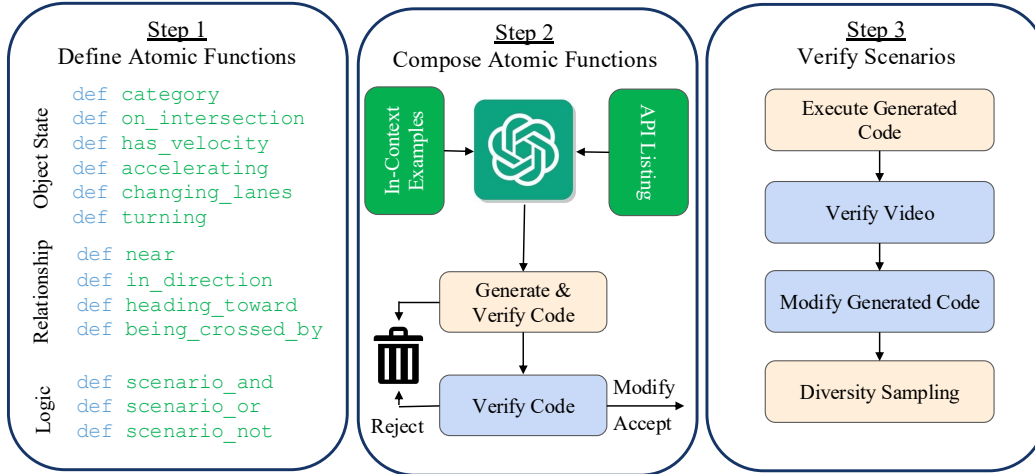 Step 1
Define Atomic Functions
Object State
def category
def on_intersection
def has_velocity
def accelerating
def changing_lanes
def turning
Relationship
def near
def in_direction
def heading_toward
def being_crossed_by
Logic
def scenario_and
def scenario_or
def scenario_not
Step 2
Compose Atomic Functions
In-Context
Examples
API Listing
Generate &
Verify Code
Verify Code
Reject
Modify
Accept
Step 3
Verify Scenarios
Execute Generated
Code
Verify Video
Modify Generated Code
Diversity Sampling